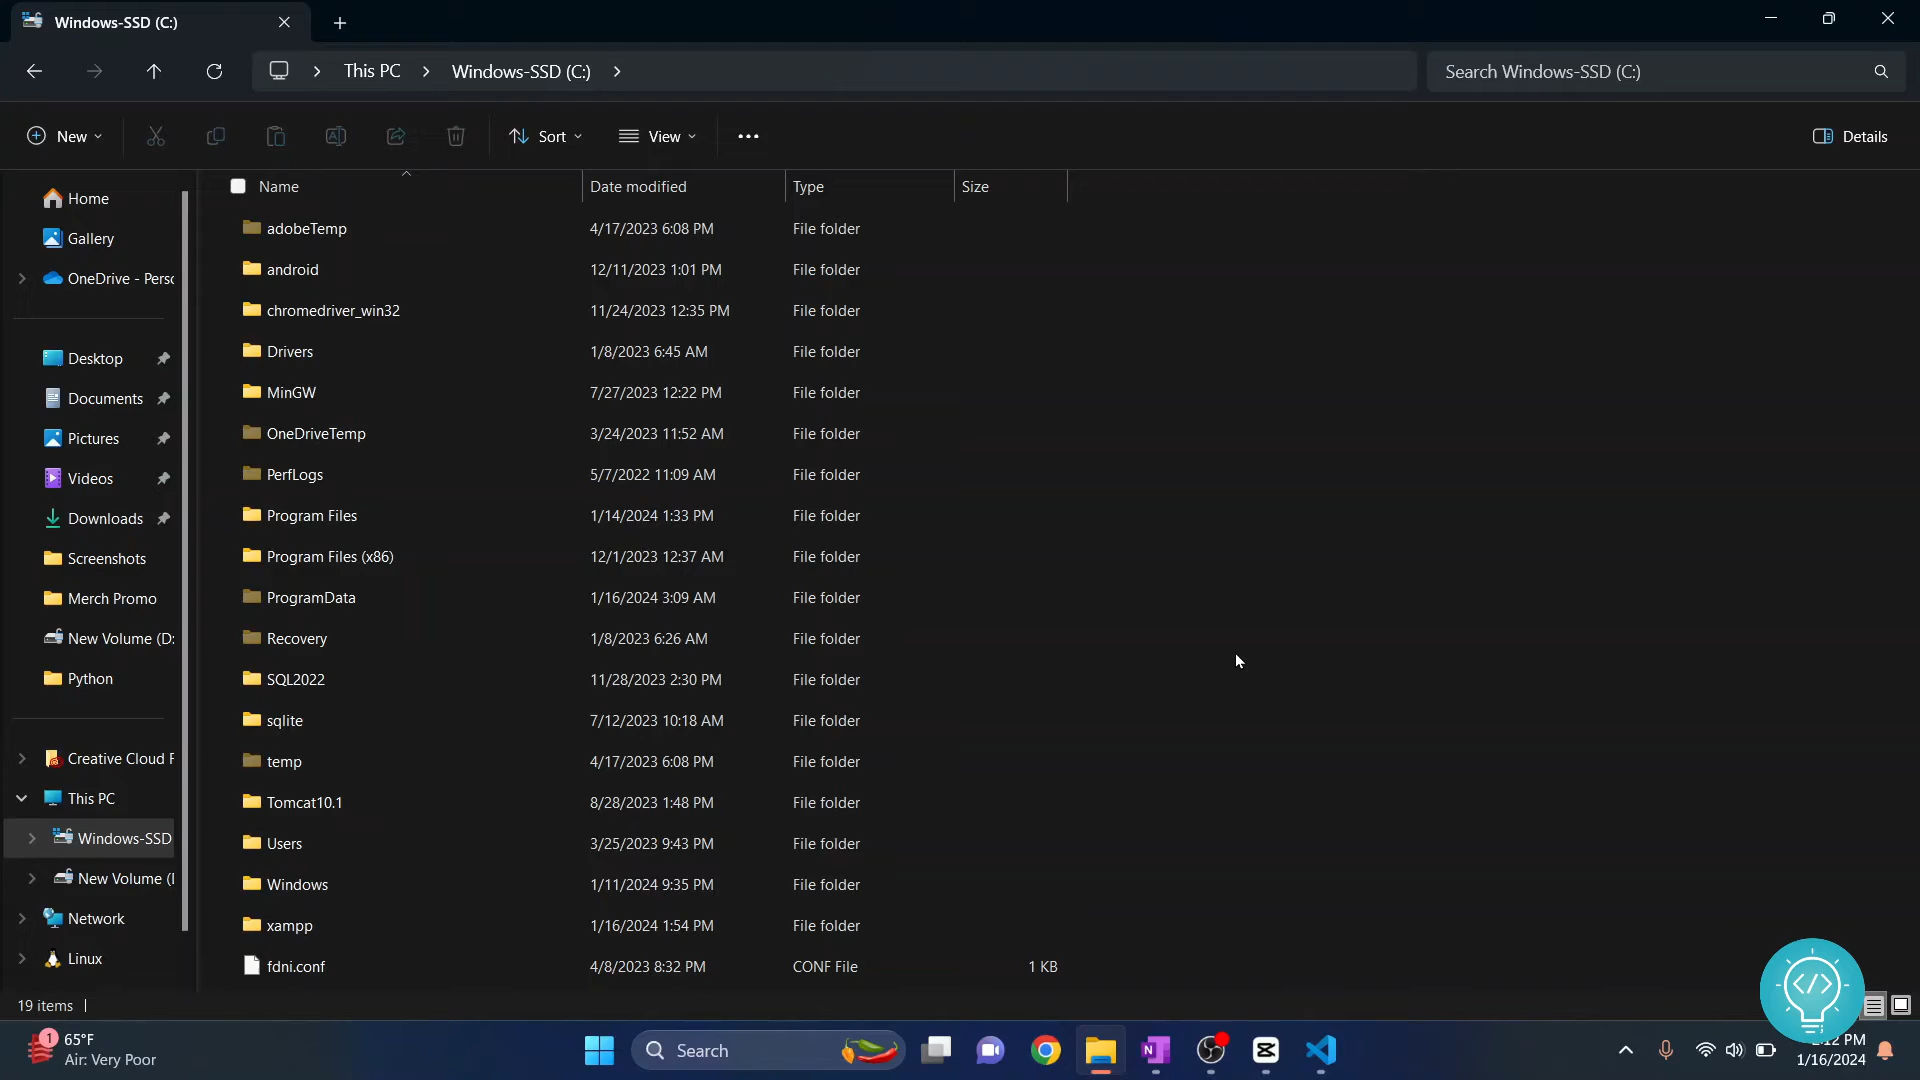 Windows-SSD (C:)
This PC > Windows-SSD (C:) >
Search Windows-SSD (C:)
New
Sort
View
Details
Name Date modified Type Size
Home
Gallery
OneDrive - Perso
Desktop
Documents
Pictures
Videos
Downloads
Screenshots
Merch Promo
New Volume (D:
Python
Creative Cloud F
This PC
Windows-SSD
New Volume (D
Network
Linux
adobeTemp 4/17/2023 6:08 PM File folder
android 12/11/2023 1:01 PM File folder
chromedriver_win32 11/24/2023 12:35 PM File folder
Drivers 1/8/2023 6:45 AM File folder
MinGW 7/27/2023 12:22 PM File folder
OneDriveTemp 3/24/2023 11:52 AM File folder
PerfLogs 5/7/2022 11:09 AM File folder
Program Files 1/14/2024 1:33 PM File folder
Program Files (x86) 12/1/2023 12:37 AM File folder
ProgramData 1/16/2024 3:09 AM File folder
Recovery 1/8/2023 6:26 AM File folder
SQL2022 11/28/2023 2:30 PM File folder
sqlite 7/12/2023 10:18 AM File folder
temp 4/17/2023 6:08 PM File folder
Tomcat10.1 8/28/2023 1:48 PM File folder
Users 3/25/2023 9:43 PM File folder
Windows 1/11/2024 9:35 PM File folder
xampp 1/16/2024 1:54 PM File folder
fdni.conf 4/8/2023 8:32 PM CONF File 1 KB
19 items
1
65°F
Air: Very Poor
Search
:12 PM
1/16/2024